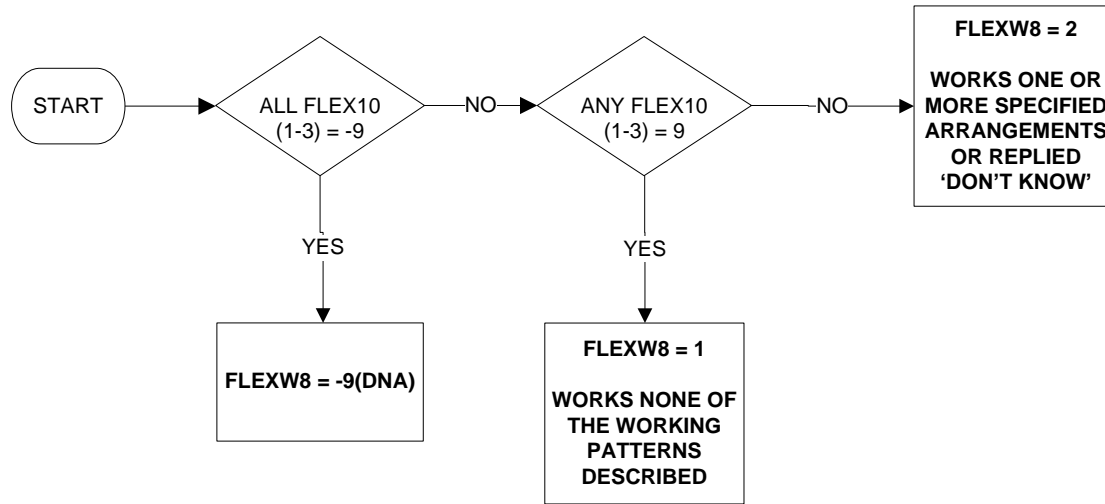 START
ALL FLEX10
(1-3) = -9
NO
ANY FLEX10
(1-3) = 9
NO
FLEXW8 = 2
WORKS ONE OR
MORE SPECIFIED
ARRANGEMENTS
OR REPLIED
‘DON’T KNOW’
YES
YES
FLEXW8 = -9(DNA)
FLEXW8 = 1
WORKS NONE OF
THE WORKING
PATTERNS
DESCRIBED